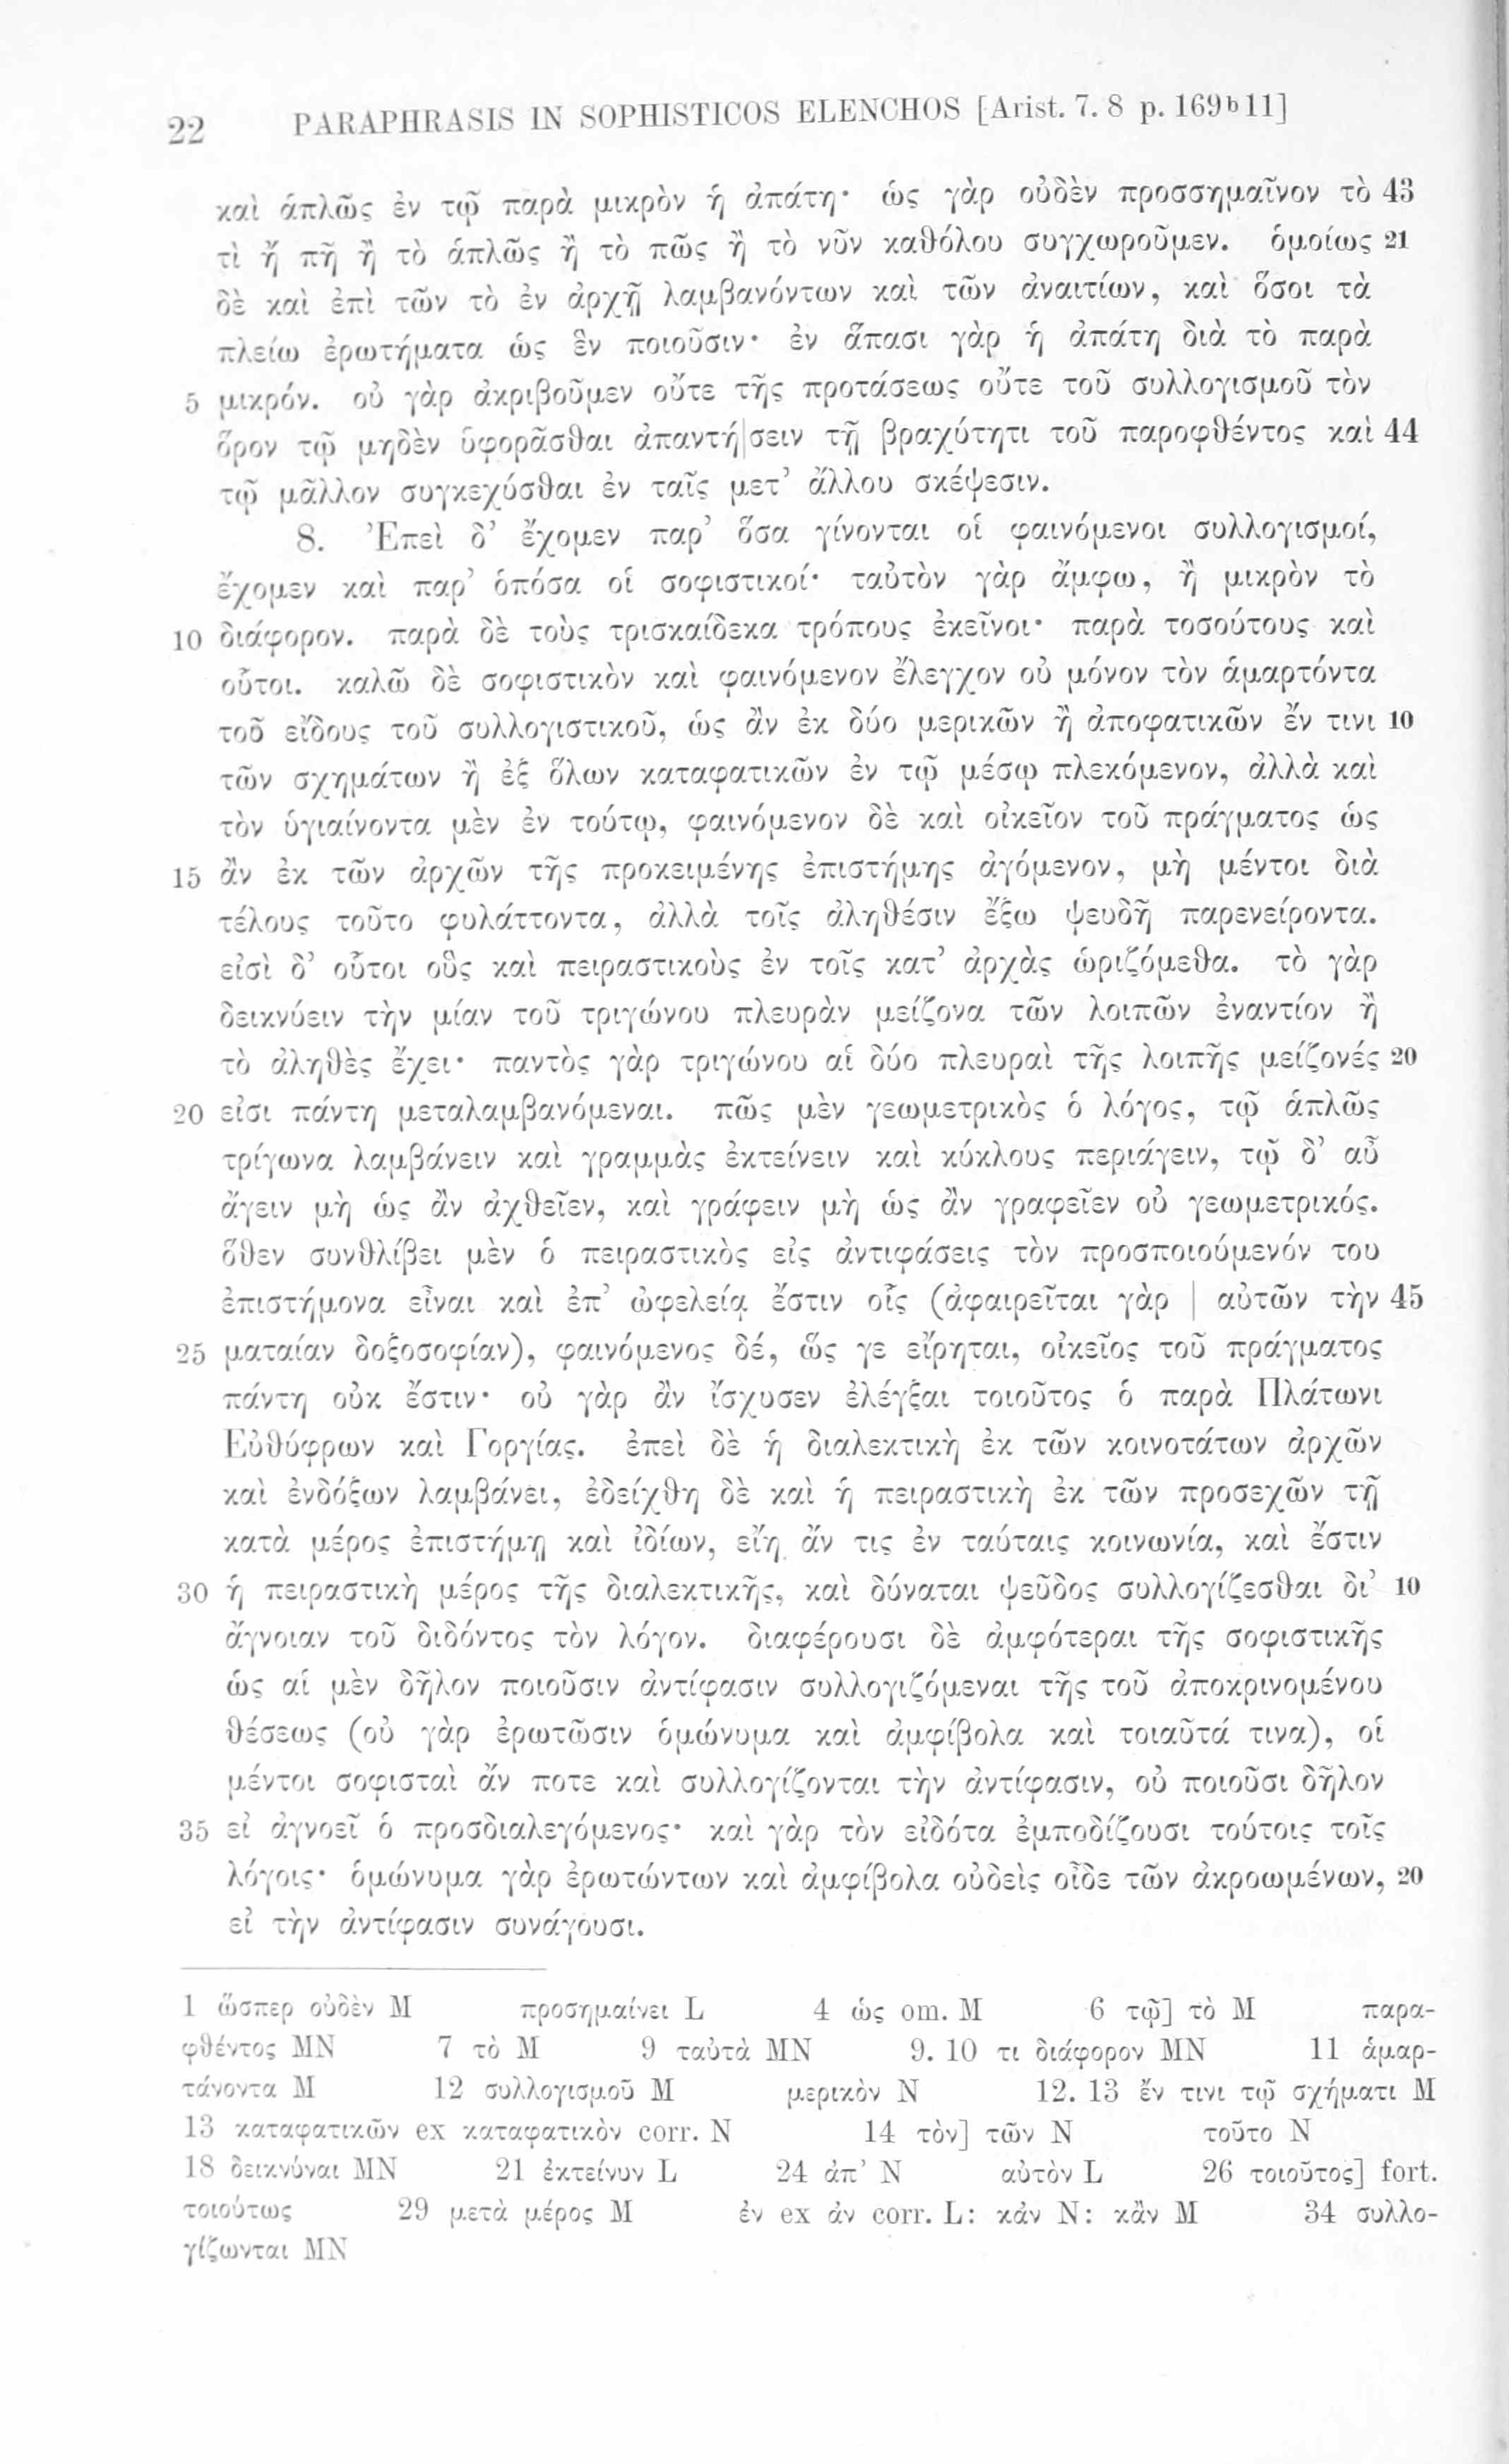 22 PARAPHRASIS IN SOPHISTICOS ELENCHOS [Arist. 7. 8 p. 169b11]
καὶ ἁπλῶς ἐν τῷ παρὰ μικρὸν ἡ ἀπάτη· ὡς γὰρ οὐδὲν προσσημαῖνον τὸ 43
τὶ ἢ πῆ ἢ τὸ ἁπλῶς ἢ τὸ πῶς ἢ τὸ νῦν καθόλου συγχωροῦμεν. ὁμοίως 21
δὲ καὶ ἐπὶ τῶν τὸ ἐν ἀρχῇ λαμβανόντων καὶ τῶν ἀναιτίων, καὶ ὅσοι τὰ
πλείω ἐρωτήματα ὡς ἓν ποιοῦσιν· ἐν ἅπασι γὰρ ἡ ἀπάτη διὰ τὸ παρὰ
5 μικρόν. οὐ γὰρ ἀκριβοῦμεν οὔτε τῆς προτάσεως οὔτε τοῦ συλλογισμοῦ τὸν
ὅρον τῷ μηδὲν ὑφορᾶσθαι ἀπαντή|σειν τῇ βραχύτητι τοῦ παροφθέντος καὶ 44
τῷ μᾶλλον συγκεχύσθαι ἐν ταῖς μετ’ ἄλλου σκέψεσιν.
8. Ἐπεὶ δ’ ἔχομεν παρ’ ὅσα γίνονται οἱ φαινόμενοι συλλογισμοί,
ἔχομεν καὶ παρ’ ὁπόσα οἱ σοφιστικοί· ταὐτὸν γὰρ ἄμφω, ἢ μικρὸν τὸ
10 διάφορον. παρὰ δὲ τοὺς τρισκαίδεκα τρόπους ἐκεῖνοι· παρὰ τοσούτους καὶ
οὗτοι. καλῶ δὲ σοφιστικὸν καὶ φαινόμενον ἔλεγχον οὐ μόνον τὸν ἁμαρτόντα
τοῦ εἴδους τοῦ συλλογιστικοῦ, ὡς ἂν ἐκ δύο μερικῶν ἢ ἀποφατικῶν ἔν τινι 10
τῶν σχημάτων ἢ ἐξ ὅλων καταφατικῶν ἐν τῷ μέσῳ πλεκόμενον, ἀλλὰ καὶ
τὸν ὑγιαίνοντα μὲν ἐν τούτῳ, φαινόμενον δὲ καὶ οἰκεῖον τοῦ πράγματος ὡς
15 ἂν ἐκ τῶν ἀρχῶν τῆς προκειμένης ἐπιστήμης ἀγόμενον, μὴ μέντοι διὰ
τέλους τοῦτο φυλάττοντα, ἀλλὰ τοῖς ἀληθέσιν ἔξω ψευδῆ παρενείροντα.
εἰσὶ δ’ οὗτοι οὓς καὶ πειραστικοὺς ἐν τοῖς κατ’ ἀρχὰς ὡριζόμεθα. τὸ γὰρ
δεικνύειν τὴν μίαν τοῦ τριγώνου πλευρὰν μείζονα τῶν λοιπῶν ἐναντίον ἢ
τὸ ἀληθὲς ἔχει· παντὸς γὰρ τριγώνου αἱ δύο πλευραὶ τῆς λοιπῆς μείζονές 20
20 εἰσι πάντη μεταλαμβανόμεναι. πῶς μὲν γεωμετρικὸς ὁ λόγος, τῷ ἁπλῶς
τρίγωνα λαμβάνειν καὶ γραμμὰς ἐκτείνειν καὶ κύκλους περιάγειν, τῷ δ’ αὖ
ἄγειν μὴ ὡς ἂν ἀχθεῖεν, καὶ γράφειν μὴ ὡς ἂν γραφεῖεν οὐ γεωμετρικός.
ὅθεν συνθλίβει μὲν ὁ πειραστικὸς εἰς ἀντιφάσεις τὸν προσποιούμενόν του
ἐπιστήμονα εἶναι καὶ ἐπ’ ὠφελείᾳ ἔστιν οἷς (ἀφαιρεῖται γὰρ | αὐτῶν τὴν 45
25 ματαίαν δοξοσοφίαν), φαινόμενος δέ, ὥς γε εἴρηται, οἰκεῖος τοῦ πράγματος
πάντη οὐκ ἔστιν· οὐ γὰρ ἂν ἴσχυσεν ἐλέγξαι τοιοῦτος ὁ παρὰ Πλάτωνι
Εὐθύφρων καὶ Γοργίας. ἐπεὶ δὲ ἡ διαλεκτικὴ ἐκ τῶν κοινοτάτων ἀρχῶν
καὶ ἐνδόξων λαμβάνει, ἐδείχθη δὲ καὶ ἡ πειραστικὴ ἐκ τῶν προσεχῶν τῇ
κατὰ μέρος ἐπιστήμῃ καὶ ἰδίων, εἴη ἄν τις ἐν ταύταις κοινωνία, καὶ ἔστιν
30 ἡ πειραστικὴ μέρος τῆς διαλεκτικῆς, καὶ δύναται ψεῦδος συλλογίζεσθαι δι’ 10
ἄγνοιαν τοῦ διδόντος τὸν λόγον. διαφέρουσι δὲ ἀμφότεραι τῆς σοφιστικῆς
ὡς αἱ μὲν δῆλον ποιοῦσιν ἀντίφασιν συλλογιζόμεναι τῆς τοῦ ἀποκρινομένου
θέσεως (οὐ γὰρ ἐρωτῶσιν ὁμώνυμα καὶ ἀμφίβολα καὶ τοιαῦτά τινα), οἱ
μέντοι σοφισταὶ ἄν ποτε καὶ συλλογίζονται τὴν ἀντίφασιν, οὐ ποιοῦσι δῆλον
35 εἰ ἀγνοεῖ ὁ προσδιαλεγόμενος· καὶ γὰρ τὸν εἰδότα ἐμποδίζουσι τούτοις τοῖς
λόγοις· ὁμώνυμα γὰρ ἐρωτώντων καὶ ἀμφίβολα οὐδεὶς οἶδε τῶν ἀκροωμένων, 20
εἰ τὴν ἀντίφασιν συνάγουσι.
1 ὥσπερ οὐδὲν M προσημαίνει L 4 ὡς om. M 6 τῷ] τὸ M παρα-
φθέντος MN 7 τὸ M 9 ταὐτὰ MN 9. 10 τι διάφορον MN 11 ἁμαρ-
τάνοντα M 12 συλλογισμοῦ M μερικὸν N 12. 13 ἔν τινι τῷ σχήματι M
13 καταφατικῶν ex καταφατικὸν corr. N 14 τὸν] τῶν N τοῦτο N
18 δεικνύναι MN 21 ἐκτείνυν L 24 ἀπ’ N αὐτὸν L 26 τοιοῦτος] fort.
τοιούτως 29 μετὰ μέρος M ἐν ex ἀν corr. L: κἀν N: κἂν M 34 συλλο-
γίζωνται MN